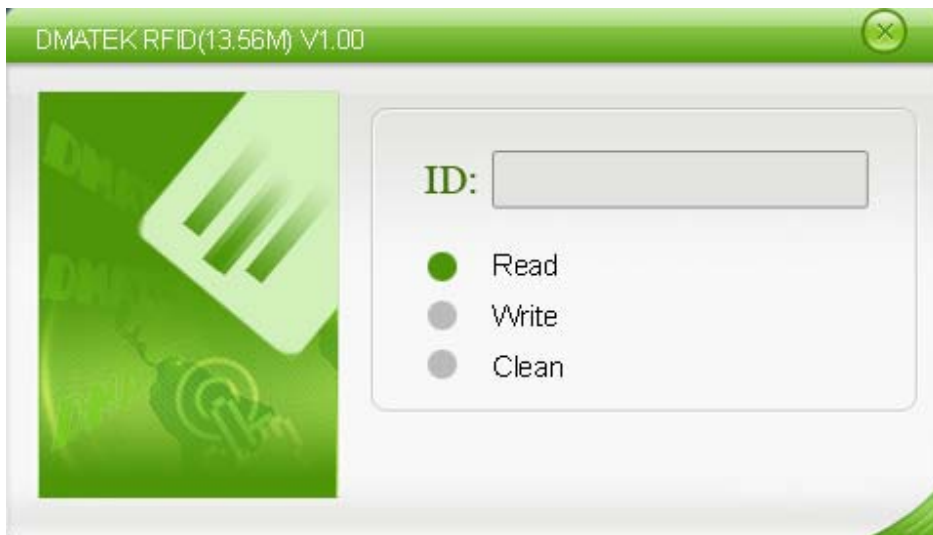 DMATEK RFID(13.56M) V1.00
ID:
Read
Write
Clean